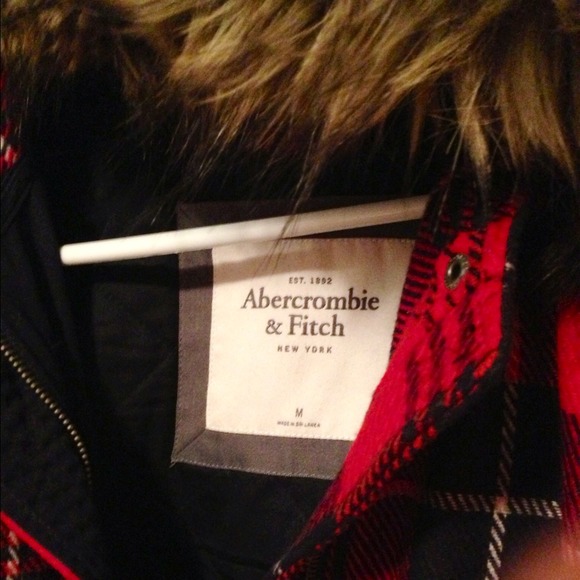 EST. 1892
Abercrombie
& Fitch
NEW YORK
M
MADE IN SRI LANKA